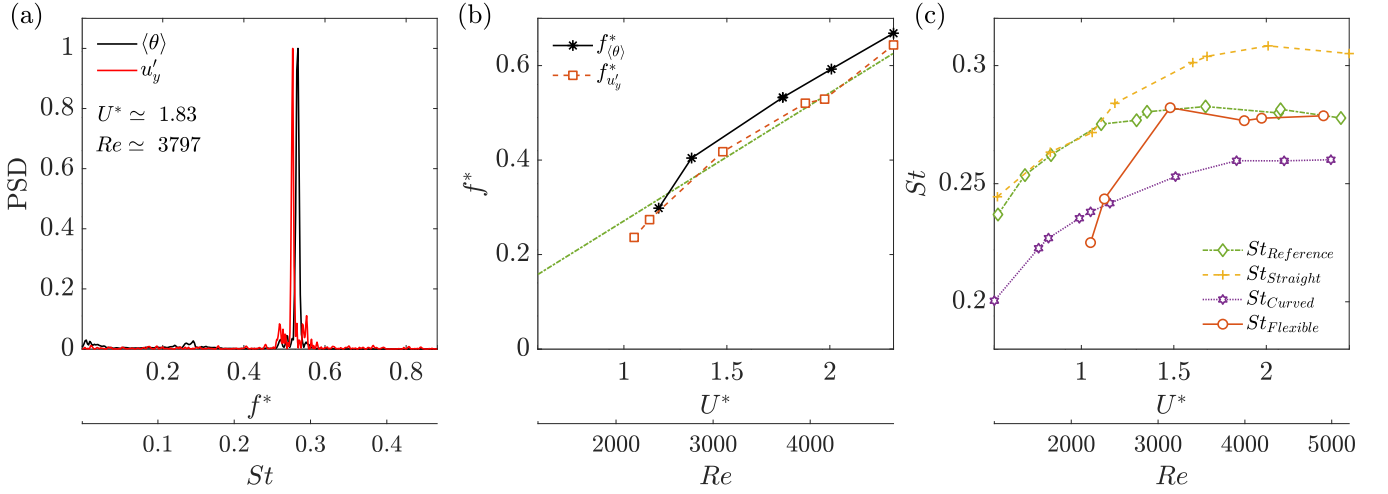 (a)
⟨θ⟩
u′y
U* ≃ 1.83
Re ≃ 3797
PSD
1
0.8
0.6
0.4
0.2
0
0.2 0.4 0.6 0.8
f*
0.1 0.2 0.3 0.4
St
(b)
f*⟨θ⟩
f*u′y
f*
0.6
0.4
0.2
0
1 1.5 2
U*
2000 3000 4000
Re
(c)
St
0.3
0.25
0.2
StReference
StStraight
StCurved
StFlexible
1 1.5 2
U*
2000 3000 4000 5000
Re